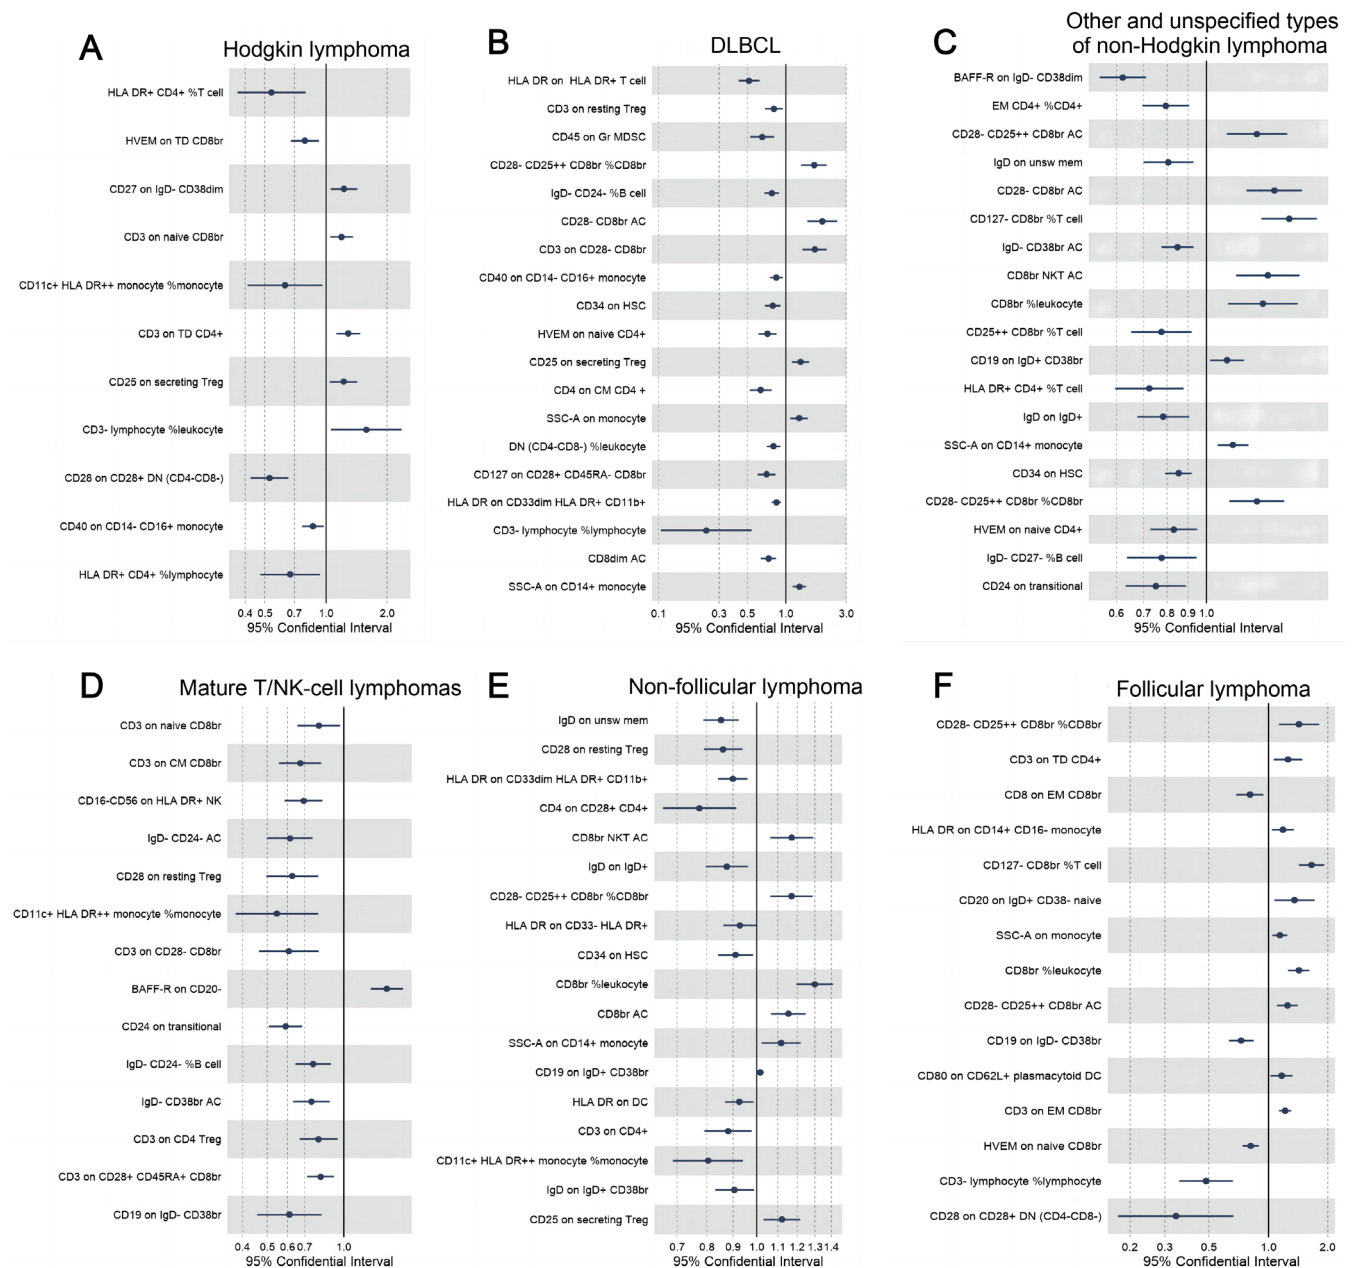 A
Hodgkin lymphoma
HLA DR+ CD4+ %T cell
HVEM on TD CD8br
CD27 on IgD- CD38dim
CD3 on naive CD8br
CD11c+ HLA DR++ monocyte %monocyte
CD3 on TD CD4+
CD25 on secreting Treg
CD3- lymphocyte %leukocyte
CD28 on CD28+ DN (CD4-CD8-)
CD40 on CD14- CD16+ monocyte
HLA DR+ CD4+ %lymphocyte
0.4 0.5 0.7 1.0 2.0
95% Confidential Interval
B
DLBCL
HLA DR on HLA DR+ T cell
CD3 on resting Treg
CD45 on Gr MDSC
CD28- CD25++ CD8br %CD8br
IgD- CD24- %B cell
CD28- CD8br AC
CD3 on CD28- CD8br
CD40 on CD14- CD16+ monocyte
CD34 on HSC
HVEM on naive CD4+
CD25 on secreting Treg
CD4 on CM CD4 +
SSC-A on monocyte
DN (CD4-CD8-) %leukocyte
CD127 on CD28+ CD45RA- CD8br
HLA DR on CD33dim HLA DR+ CD11b+
CD3- lymphocyte %lymphocyte
CD8dim AC
SSC-A on CD14+ monocyte
0.1 0.3 0.5 1.0 3.0
95% Confidential Interval
C
Other and unspecified types
of non-Hodgkin lymphoma
BAFF-R on IgD- CD38dim
EM CD4+ %CD4+
CD28- CD25++ CD8br AC
IgD on unsw mem
CD28- CD8br AC
CD127- CD8br %T cell
IgD- CD38br AC
CD8br NKT AC
CD8br %leukocyte
CD25++ CD8br %T cell
CD19 on IgD+ CD38br
HLA DR+ CD4+ %T cell
IgD on IgD+
SSC-A on CD14+ monocyte
CD34 on HSC
CD28- CD25++ CD8br %CD8br
HVEM on naive CD4+
IgD- CD27- %B cell
CD24 on transitional
0.6 0.7 0.8 0.9 1.0
95% Confidential Interval
D
Mature T/NK-cell lymphomas
CD3 on naive CD8br
CD3 on CM CD8br
CD16-CD56 on HLA DR+ NK
IgD- CD24- AC
CD28 on resting Treg
CD11c+ HLA DR++ monocyte %monocyte
CD3 on CD28- CD8br
BAFF-R on CD20-
CD24 on transitional
IgD- CD24- %B cell
IgD- CD38br AC
CD3 on CD4 Treg
CD3 on CD28+ CD45RA+ CD8br
CD19 on IgD- CD38br
0.4 0.5 0.6 0.7 1.0
95% Confidential Interval
E
Non-follicular lymphoma
IgD on unsw mem
CD28 on resting Treg
HLA DR on CD33dim HLA DR+ CD11b+
CD4 on CD28+ CD4+
CD8br NKT AC
IgD on IgD+
CD28- CD25++ CD8br %CD8br
HLA DR on CD33- HLA DR+
CD34 on HSC
CD8br %leukocyte
CD8br AC
SSC-A on CD14+ monocyte
CD19 on IgD+ CD38br
HLA DR on DC
CD3 on CD4+
CD11c+ HLA DR++ monocyte %monocyte
IgD on IgD+ CD38br
CD25 on secreting Treg
0.7 0.8 0.9 1.0 1.1 1.2 1.3 1.4
95% Confidential Interval
F
Follicular lymphoma
CD28- CD25++ CD8br %CD8br
CD3 on TD CD4+
CD8 on EM CD8br
HLA DR on CD14+ CD16- monocyte
CD127- CD8br %T cell
CD20 on IgD+ CD38- naive
SSC-A on monocyte
CD8br %leukocyte
CD28- CD25++ CD8br AC
CD19 on IgD- CD38br
CD80 on CD62L+ plasmacytoid DC
CD3 on EM CD8br
HVEM on naive CD8br
CD3- lymphocyte %lymphocyte
CD28 on CD28+ DN (CD4-CD8-)
0.2 0.3 0.5 1.0 2.0
95% Confidential Interval